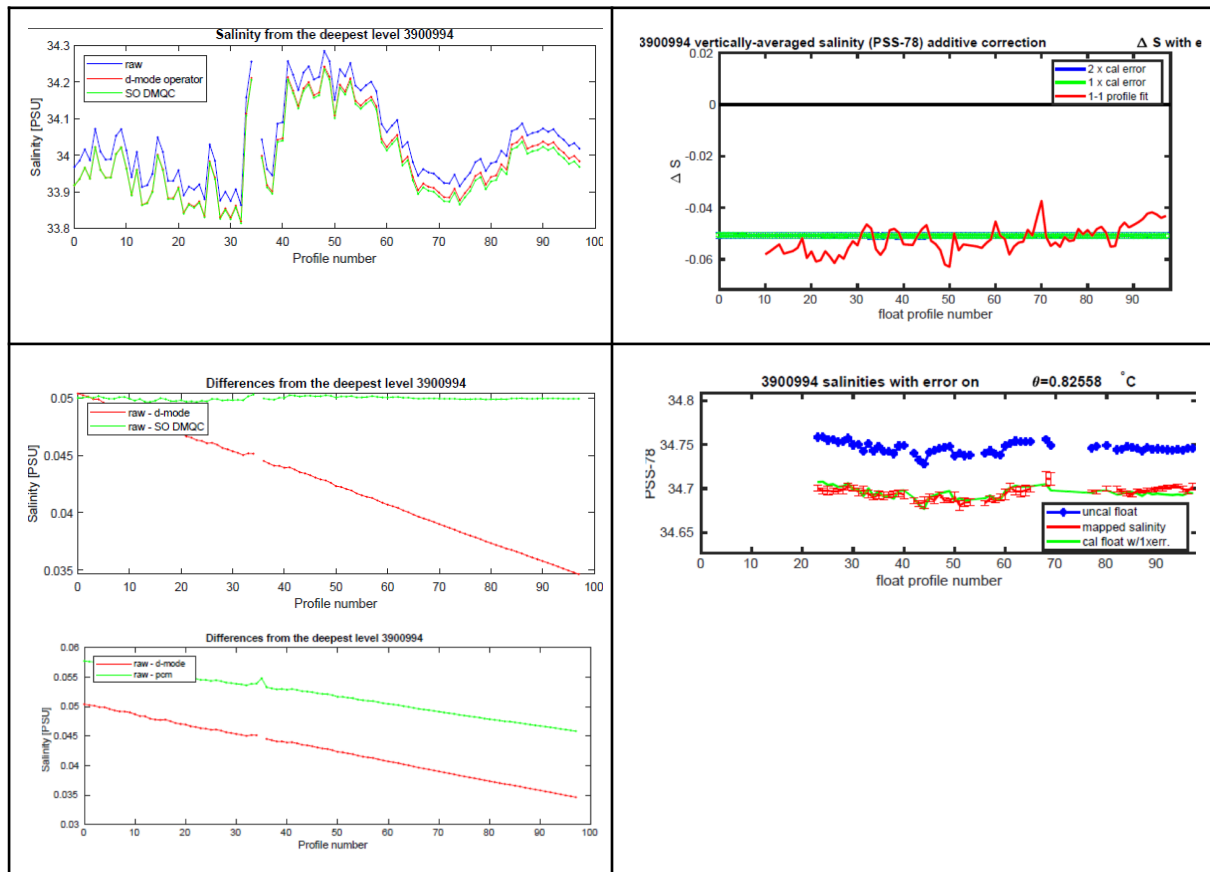 Salinity from the deepest level 3900994
34.3
34.2
34.1
34
33.9
33.8
Salinity [PSU]
raw
d-mode operator
SO DMQC
0 10 20 30 40 50 60 70 80 90 100
Profile number
3900994 vertically-averaged salinity (PSS-78) additive correction Δ S with e
0.02
0
-0.02
-0.04
-0.06
Δ S
2 x cal error
1 x cal error
1-1 profile fit
0 10 20 30 40 50 60 70 80 90
float profile number
Differences from the deepest level 3900994
0.05
0.045
0.04
0.035
Salinity [PSU]
raw - d-mode
raw - SO DMQC
0 10 20 30 40 50 60 70 80 90 100
Profile number
Differences from the deepest level 3900994
0.06
0.055
0.05
0.045
0.04
0.035
0.03
Salinity [PSU]
raw - d-mode
raw - pcm
0 10 20 30 40 50 60 70 80 90 100
Profile number
3900994 salinities with error on θ=0.82558 °C
34.8
34.75
34.7
34.65
PSS-78
uncal float
mapped salinity
cal float w/1xerr.
0 10 20 30 40 50 60 70 80 90
float profile number